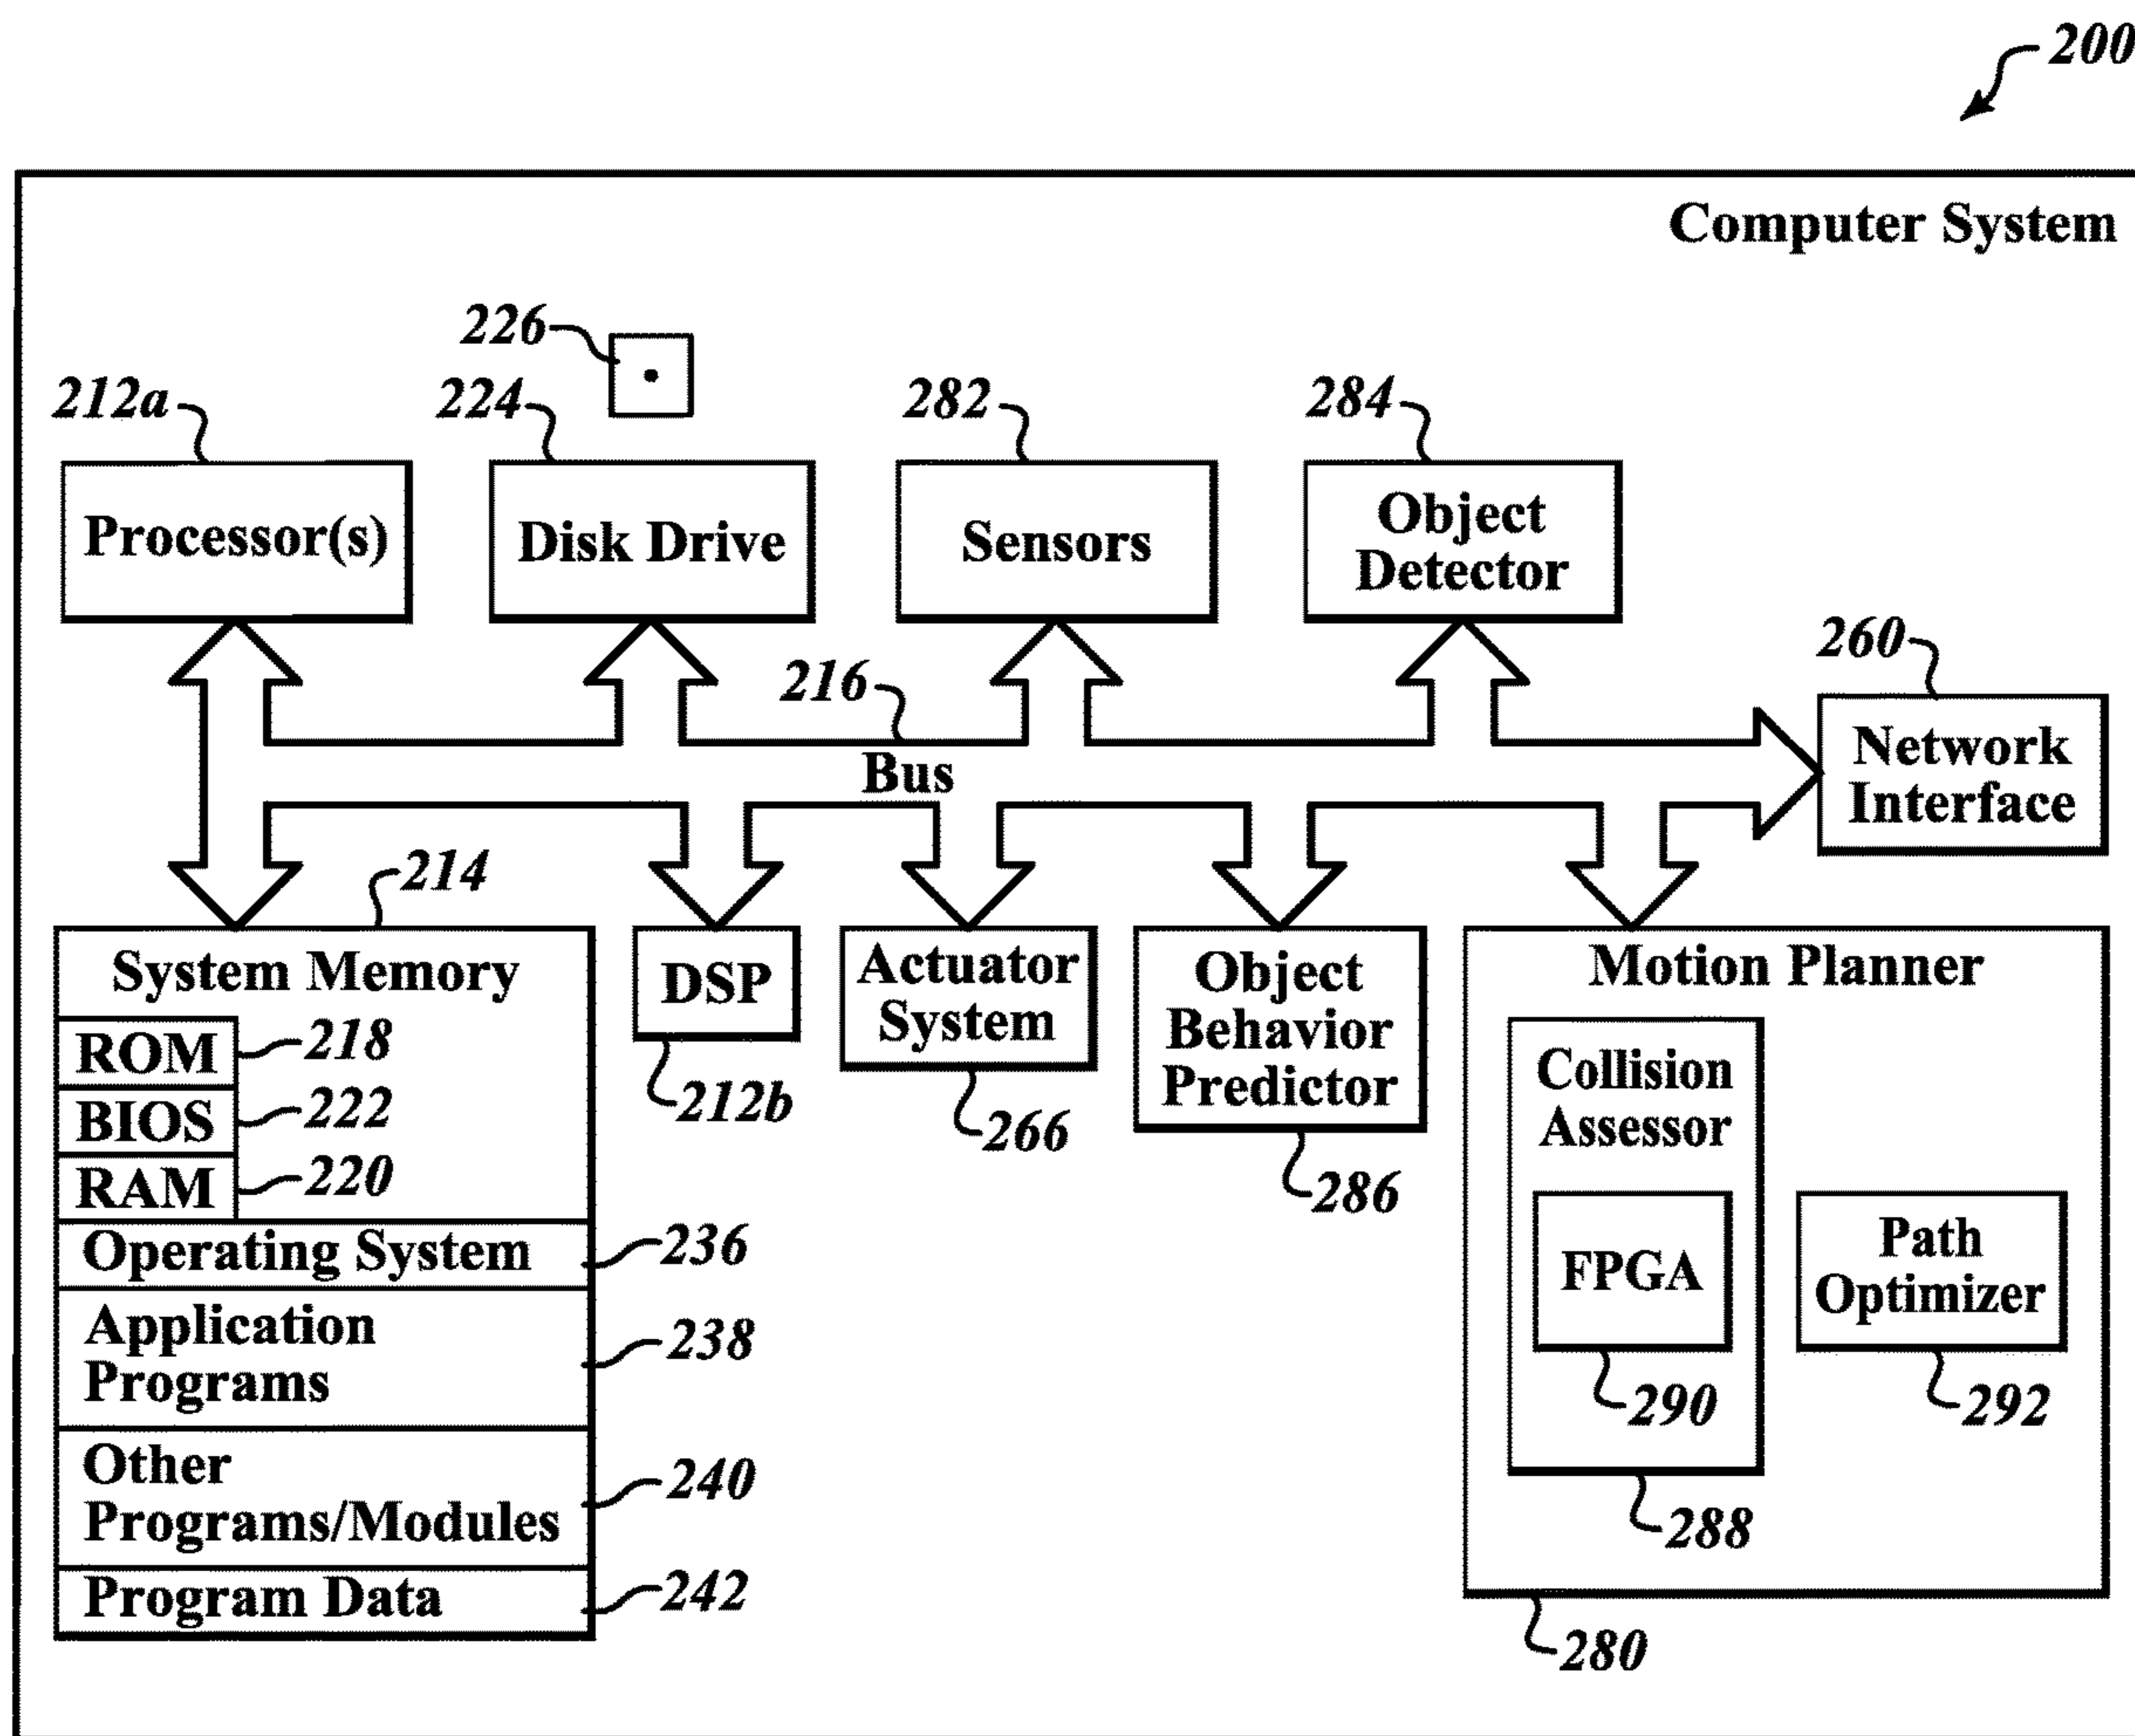 200
Computer System
226
212a
224
282
284
Processor(s)
Disk Drive
Sensors
Object
Detector
216
260
Bus
Network
Interface
214
System Memory
DSP
Actuator
System
Object
Behavior
Predictor
Motion Planner
ROM
218
BIOS
222
RAM
220
212b
266
286
Collision
Assessor
FPGA
290
288
Path
Optimizer
292
280
Operating System
236
Application
Programs
238
Other
Programs/Modules
240
Program Data
242